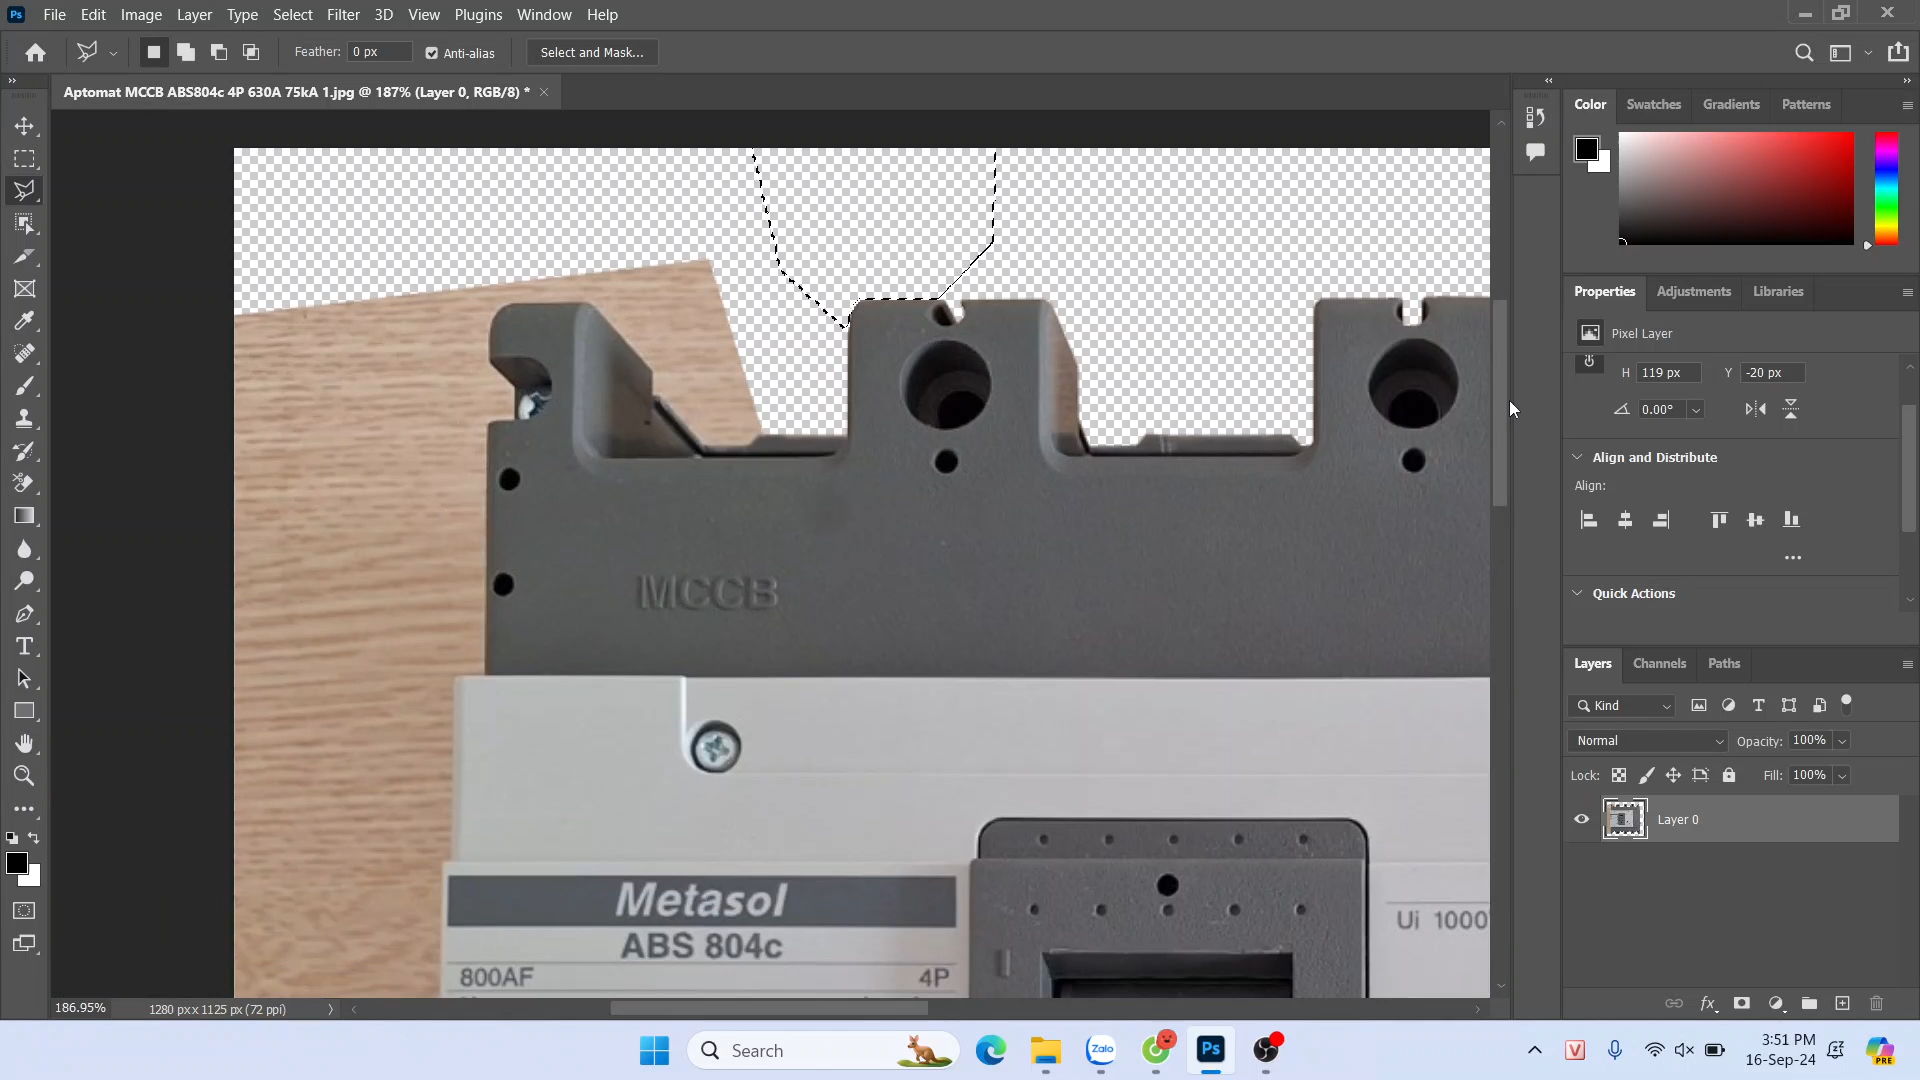 File Edit Image Layer Type Select Filter 3D View Plugins Window Help
Feather: 0 px Anti-alias Select and Mask...
Aptomat MCCB ABS804c 4P 630A 75kA 1.jpg @ 187% (Layer 0, RGB/8) *
Color Swatches Gradients Patterns
Properties Adjustments Libraries
Pixel Layer
H 119 px Y -20 px
0.00°
Align and Distribute
Align:
Quick Actions
MCCB
Layers Channels Paths
Kind
Normal Opacity: 100%
Lock: Fill: 100%
Layer 0
Metasol
ABS 804c
800AF 4P
Ui 1000
186.95% 1280 px x 1125 px (72 ppi)
Search
Zalo
Ps
V
PRE
3:51 PM
16-Sep-24